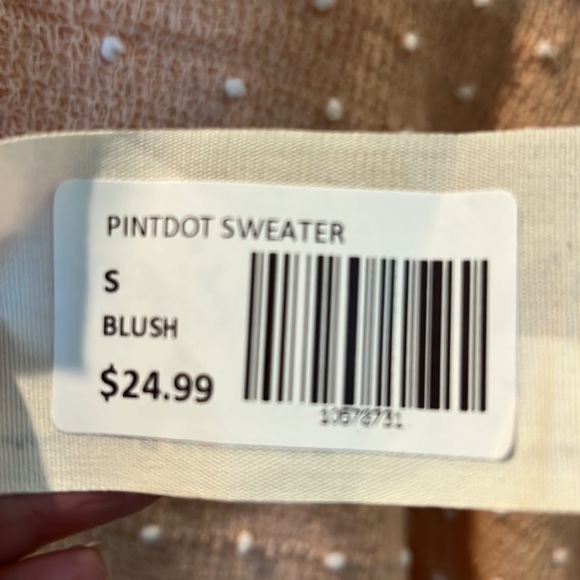 PINTDOT SWEATER
S
BLUSH
$24.99